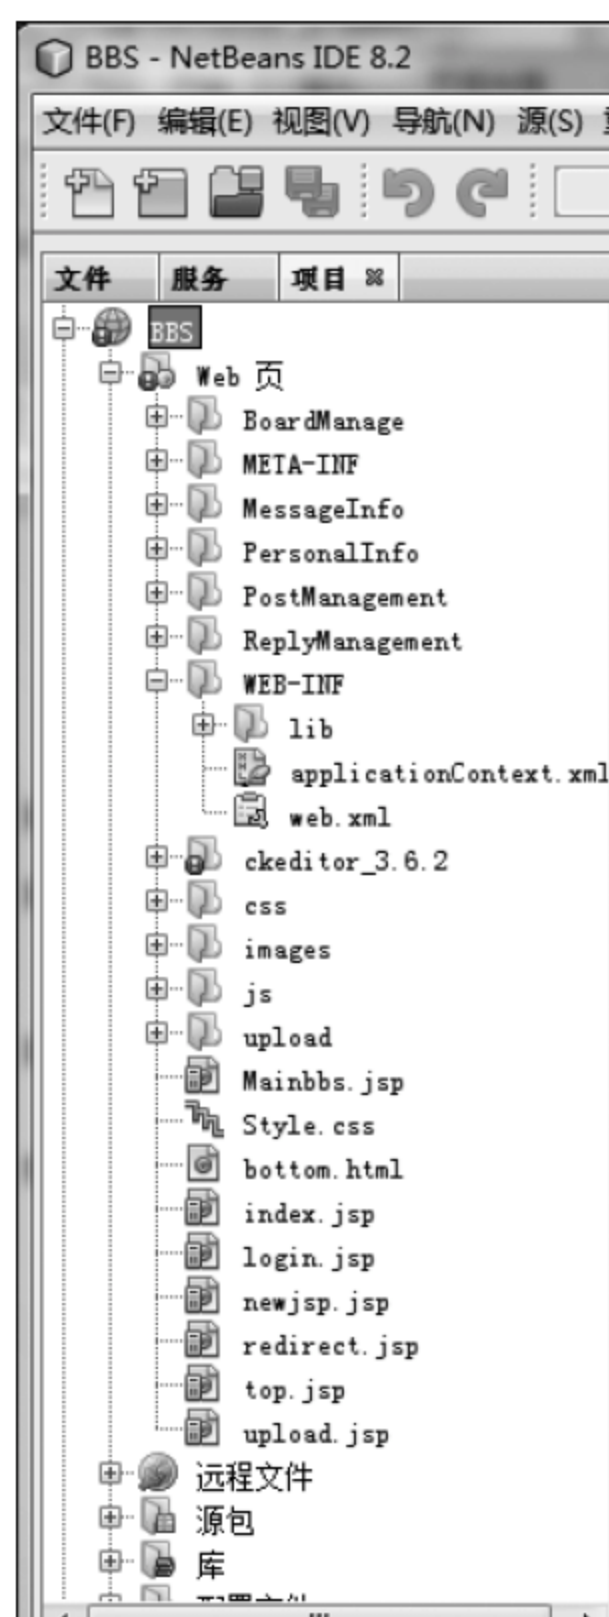 BBS - NetBeans IDE 8.2
文件(F) 编辑(E) 视图(V) 导航(N) 源(S)
文件 服务 项目
BBS
Web 页
BoardManage
META-INF
MessageInfo
PersonalInfo
PostManagement
ReplyManagement
WEB-INF
lib
applicationContext.xml
web.xml
ckeditor_3.6.2
css
images
js
upload
Mainbbs.jsp
Style.css
bottom.html
index.jsp
login.jsp
newjsp.jsp
redirect.jsp
top.jsp
upload.jsp
远程文件
源包
库